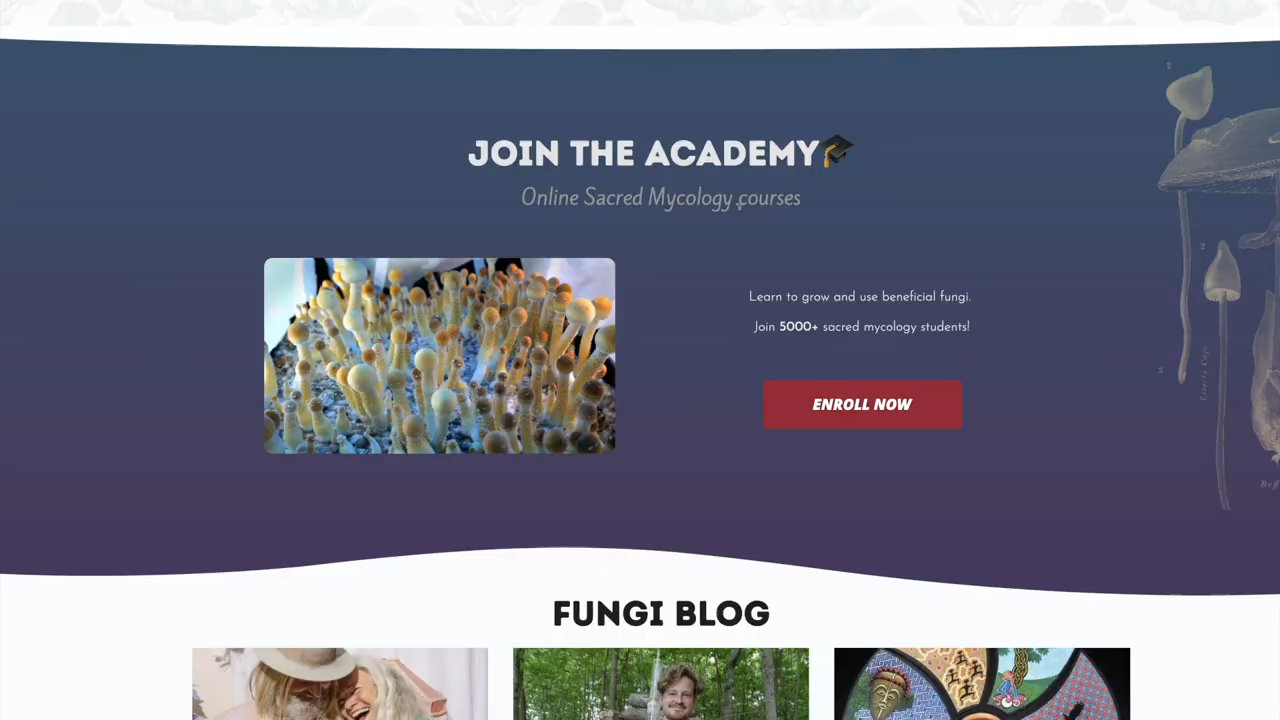 JOIN THE ACADEMY🎓
Online Sacred Mycology courses
Learn to grow and use beneficial fungi.
Join 5000+ sacred mycology students!
ENROLL NOW
FUNGI BLOG